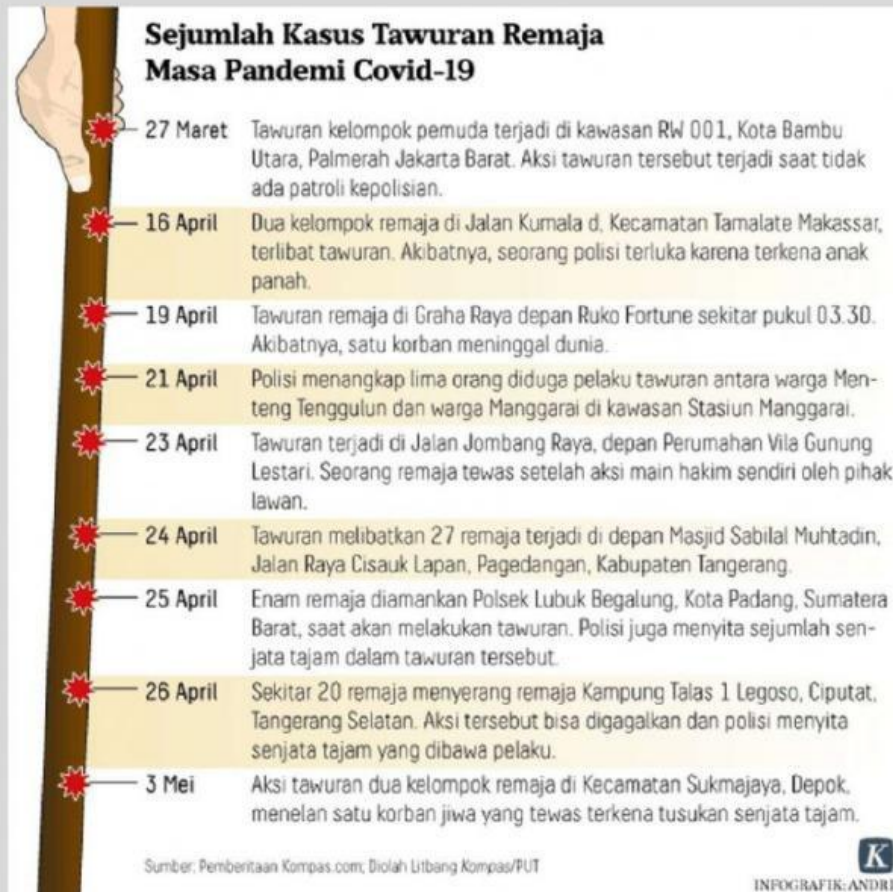 Sejumlah Kasus Tawuran Remaja
Masa Pandemi Covid-19
27 Maret Tawuran kelompok pemuda terjadi di kawasan RW 001, Kota Bambu
Utara, Palmerah Jakarta Barat. Aksi tawuran tersebut terjadi saat tidak
ada patroli kepolisian.
16 April Dua kelompok remaja di Jalan Kumala d, Kecamatan Tamalate Makassar,
terlibat tawuran. Akibatnya, seorang polisi terluka karena terkena anak
panah.
19 April Tawuran remaja di Graha Raya depan Ruko Fortune sekitar pukul 03.30.
Akibatnya, satu korban meninggal dunia.
21 April Polisi menangkap lima orang diduga pelaku tawuran antara warga Men-
teng Tenggulun dan warga Manggarai di kawasan Stasiun Manggarai.
23 April Tawuran terjadi di Jalan Jombang Raya, depan Perumahan Vila Gunung
Lestari. Seorang remaja tewas setelah aksi main hakim sendiri oleh pihak
lawan.
24 April Tawuran melibatkan 27 remaja terjadi di depan Masjid Sabilal Muhtadin,
Jalan Raya Cisauk Lapan, Pagedangan, Kabupaten Tangerang.
25 April Enam remaja diamankan Polsek Lubuk Begalung, Kota Padang, Sumatera
Barat, saat akan melakukan tawuran. Polisi juga menyita sejumlah sen-
jata tajam dalam tawuran tersebut.
26 April Sekitar 20 remaja menyerang remaja Kampung Talas 1 Legoso, Ciputat,
Tangerang Selatan. Aksi tersebut bisa digagalkan dan polisi menyita
senjata tajam yang dibawa pelaku.
3 Mei Aksi tawuran dua kelompok remaja di Kecamatan Sukmajaya, Depok,
menelan satu korban jiwa yang tewas terkena tusukan senjata tajam.
Sumber: Pemberitaan Kompas.com; Diolah Litbang Kompas/PUT
K
INFOGRAFIK: ANDRI